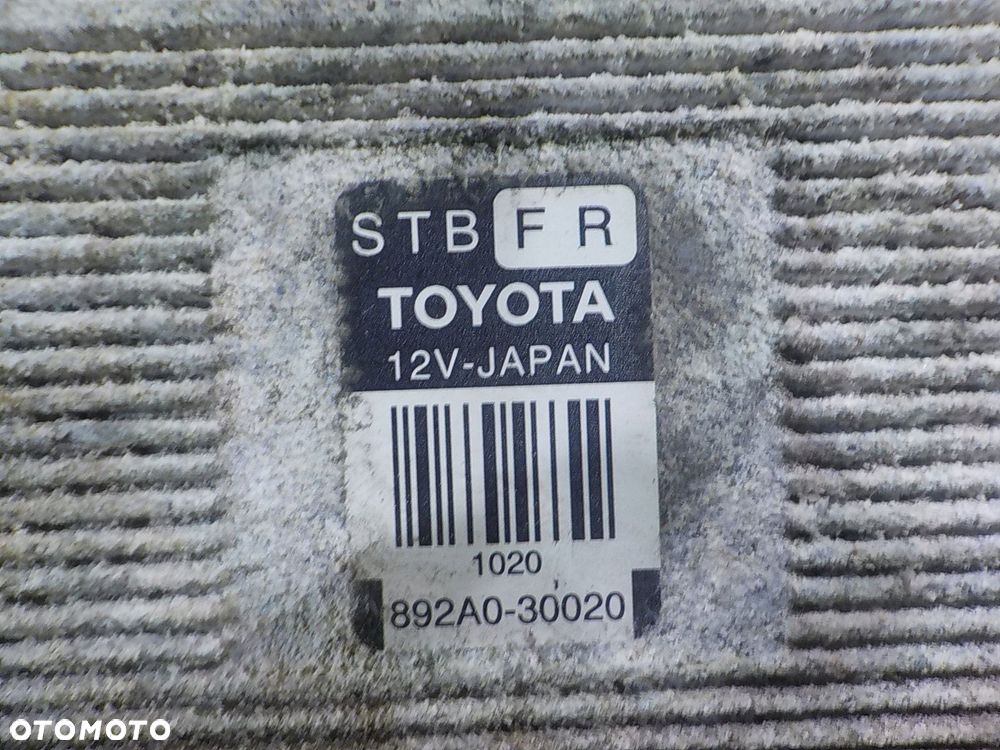 STB FR
TOYOTA
12V-JAPAN
1020
892A0-30020
OTOMOTO